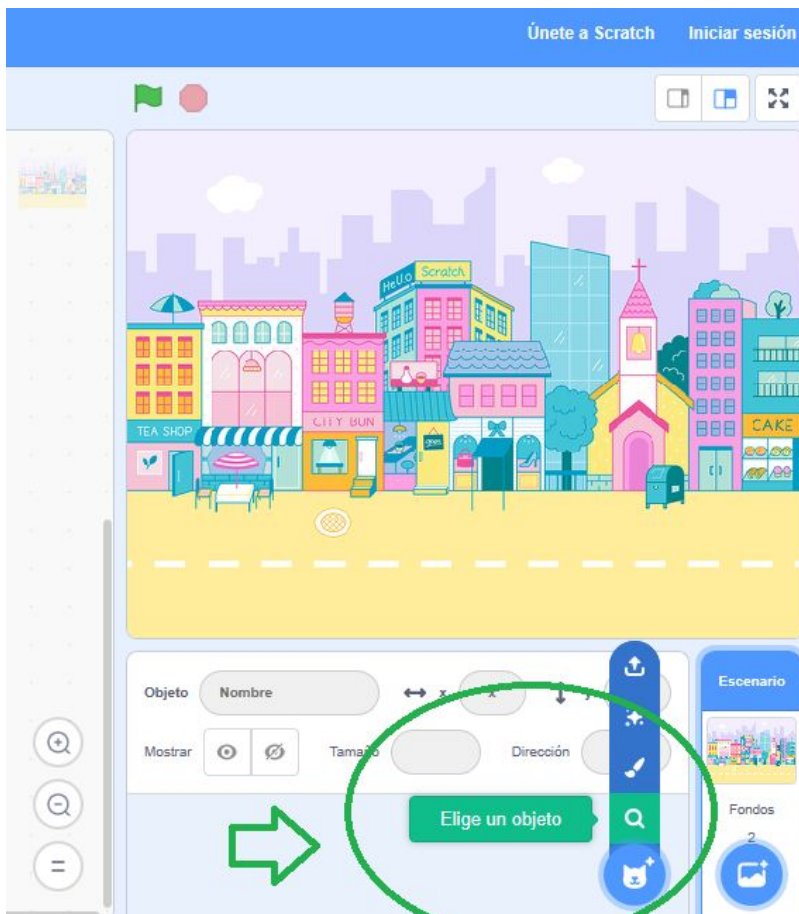 Únete a Scratch Iniciar sesión
Hello Scratch
TEA SHOP
CITY BUN
CAKE
Objeto Nombre x x y
Mostrar Tamaño Dirección
Escenario
Elige un objeto
Fondos
2